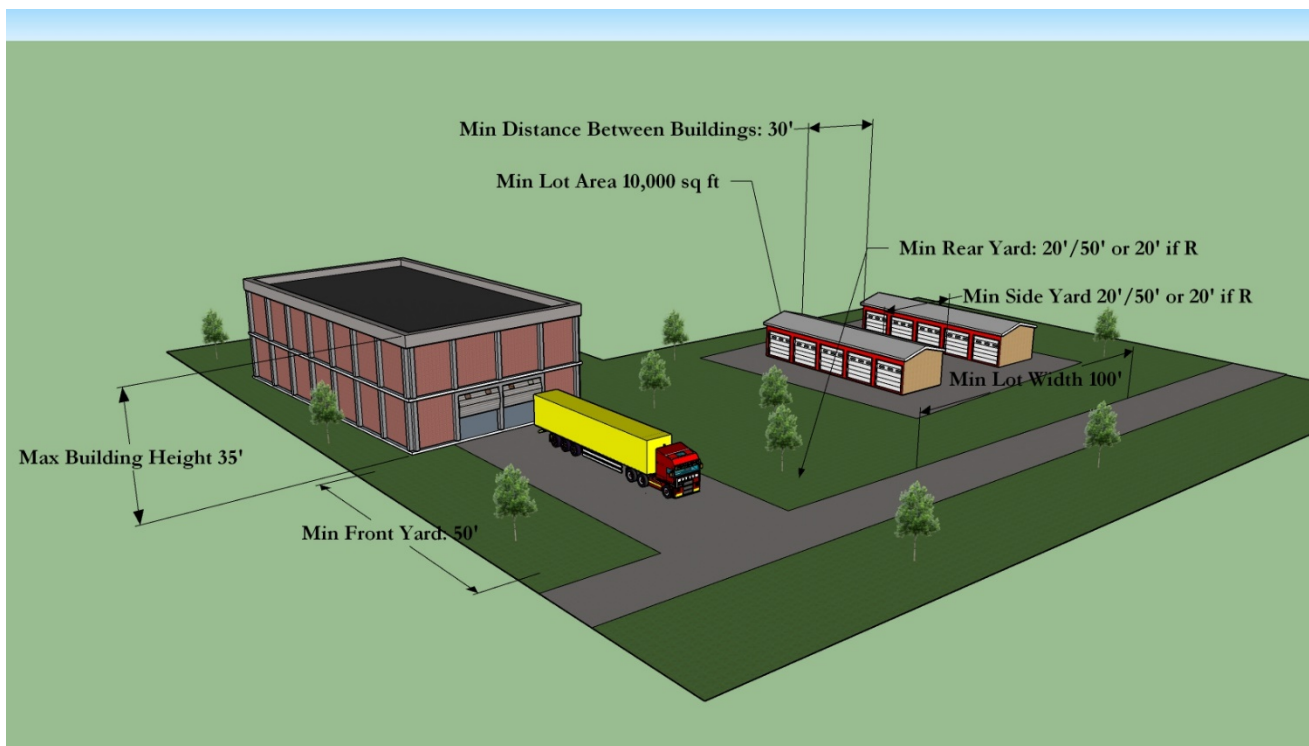 Min Distance Between Buildings: 30'
Min Lot Area 10,000 sq ft
Min Rear Yard: 20'/50' or 20' if R
Min Side Yard 20'/50' or 20' if R
Min Lot Width 100'
Max Building Height 35'
Min Front Yard: 50'